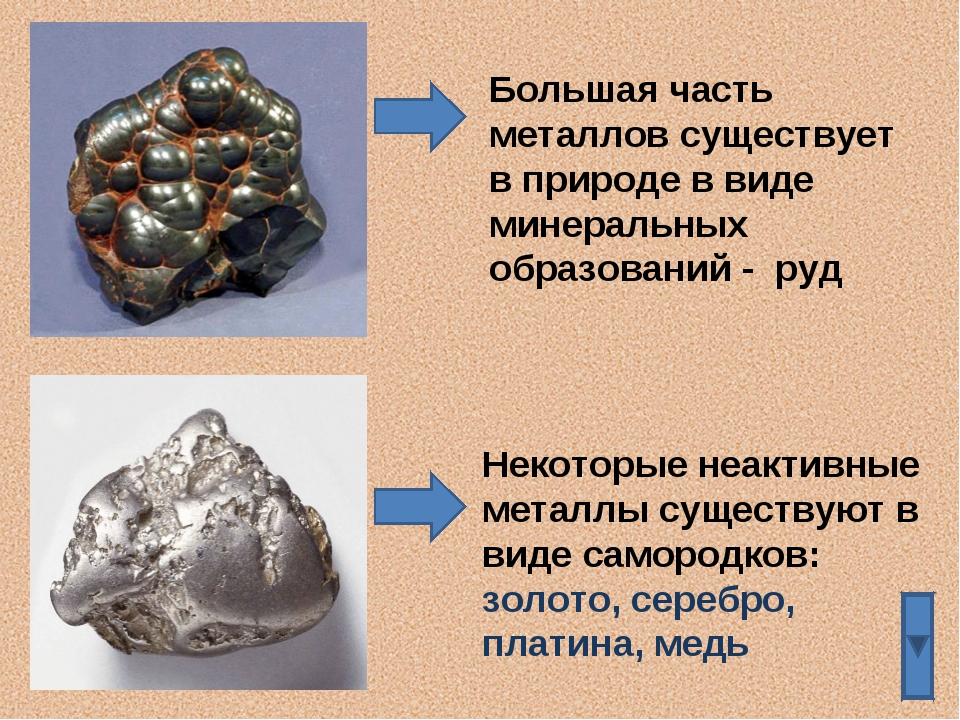 Большая часть
металлов существует
в природе в виде
минеральных
образований -  руд
Некоторые неактивные
металлы существуют в
виде самородков:
золото, серебро,
платина, медь